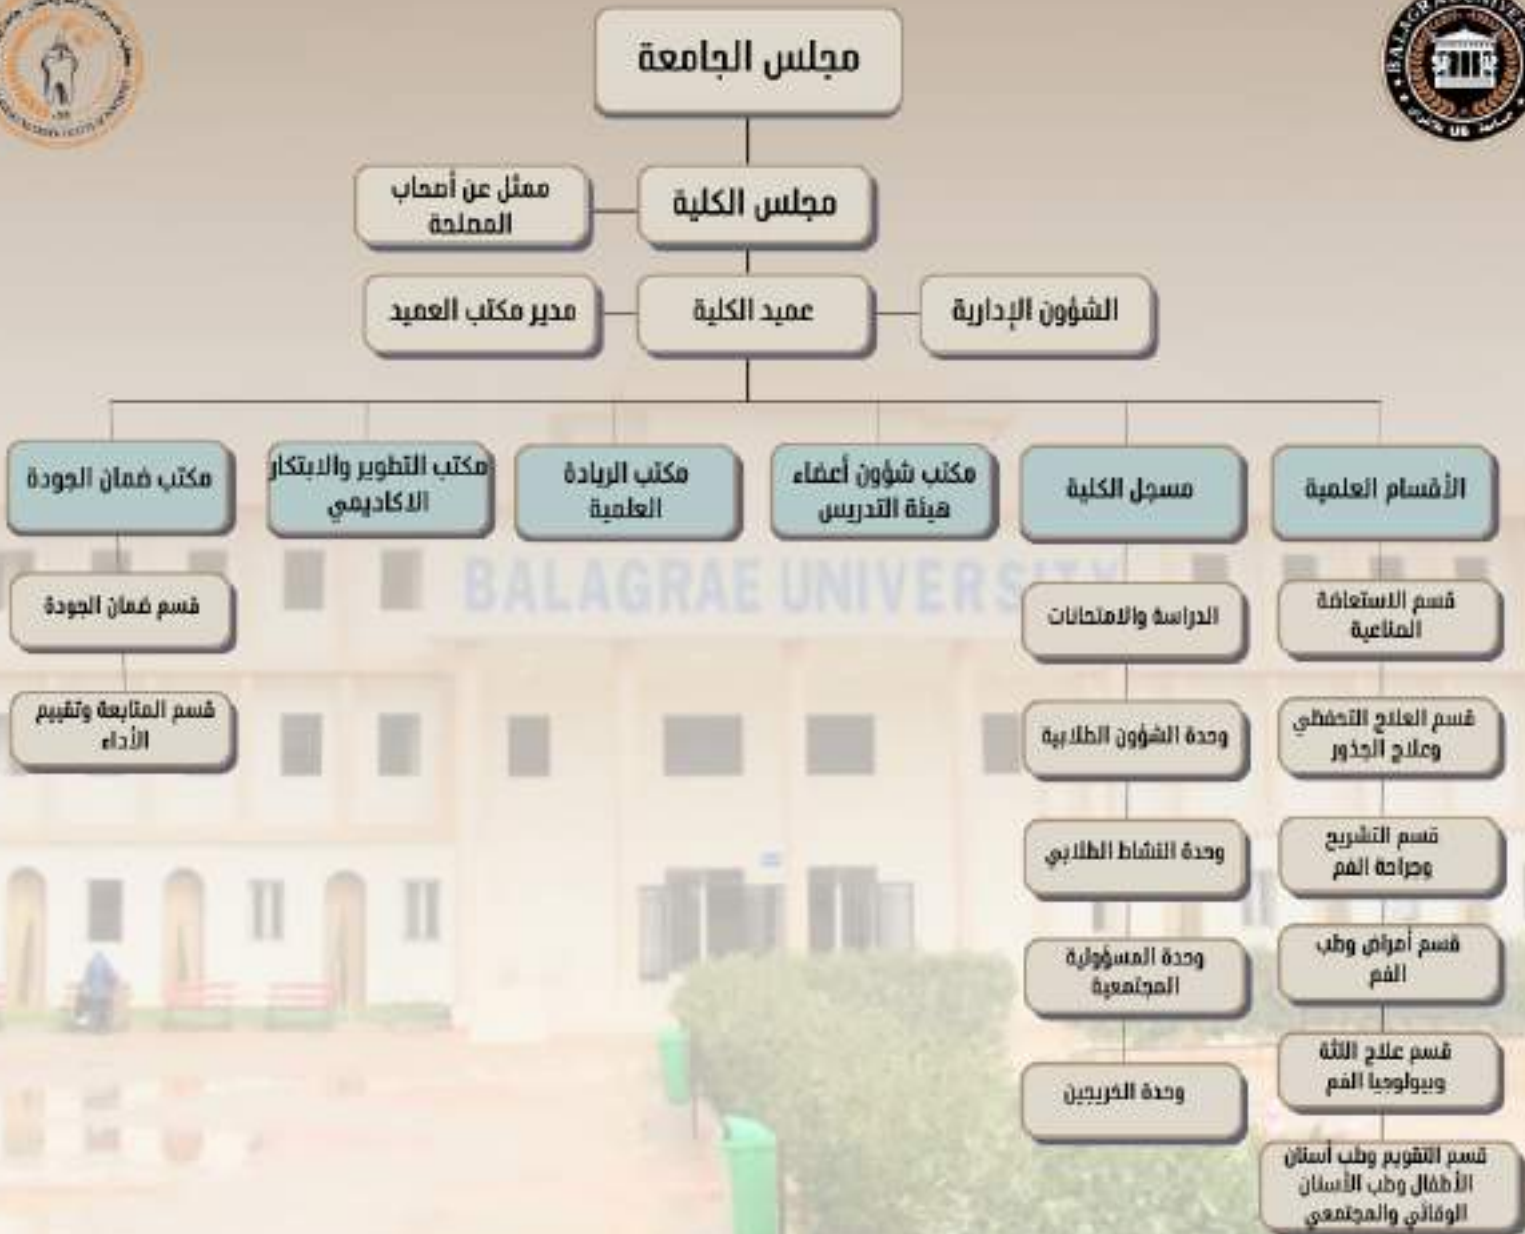 BALAGRAE UNIVERSITY
UB
مجلس الجامعة
مجلس الكلية
ممثل عن أصحاب
المصلحة
الشؤون الإدارية
عميد الكلية
مدير مكتب العميد
الأقسام العلمية
مسجل الكلية
مكتب شؤون أعضاء
هيئة التدريس
مكتب الريادة
العلمية
مكتب التطوير والابتكار
الاكاديمي
مكتب ضمان الجودة
BALAGRAE UNIVERSITY
قسم الاستعاضة
الصناعية
قسم العلاج التحفظي
وعلاج الجذور
قسم التشريح
وجراحة الفم
قسم أمراض وطب
الفم
قسم علاج اللثة
وبيولوجيا الفم
قسم التقويم وطب أسنان
الأطفال وطب الأسنان
الوقائي والمجتمعي
الدراسة والامتحانات
وحدة الشؤون الطلابية
وحدة النشاط الطلابي
وحدة المسؤولية
المجتمعية
وحدة الخريجين
قسم ضمان الجودة
قسم المتابعة وتقييم
الأداء